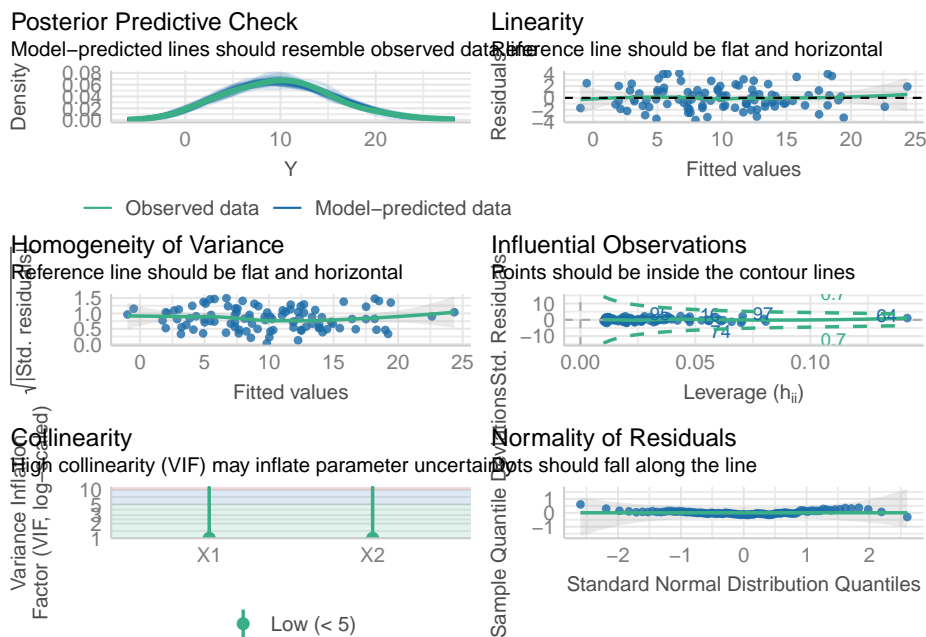 Posterior Predictive Check
Model−predicted lines should resemble observed data line
0.08
0.06
0.04
0.02
0.00
Density
0 10 20
Y
Observed data Model−predicted data
Linearity
Reference line should be flat and horizontal
4
2
0
−2
−4
Residuals
0 5 10 15 20 25
Fitted values
Homogeneity of Variance
Reference line should be flat and horizontal
1.5
1.0
0.5
0.0
√|Std. residuals|
0 5 10 15 20 25
Fitted values
Influential Observations
Points should be inside the contour lines
10
0
−10
Std. Residuals
0.7
95 16 97 64
74 0.7
0.00 0.05 0.10
Leverage (hii)
Collinearity
High collinearity (VIF) may inflate parameter uncertainty
10
5
3
2
1
Variance Inflation
Factor (VIF, log−scaled)
X1 X2
Low (< 5)
Normality of Residuals
Dots should fall along the line
1
0
−1
Sample Quantile Deviations
−2 −1 0 1 2
Standard Normal Distribution Quantiles